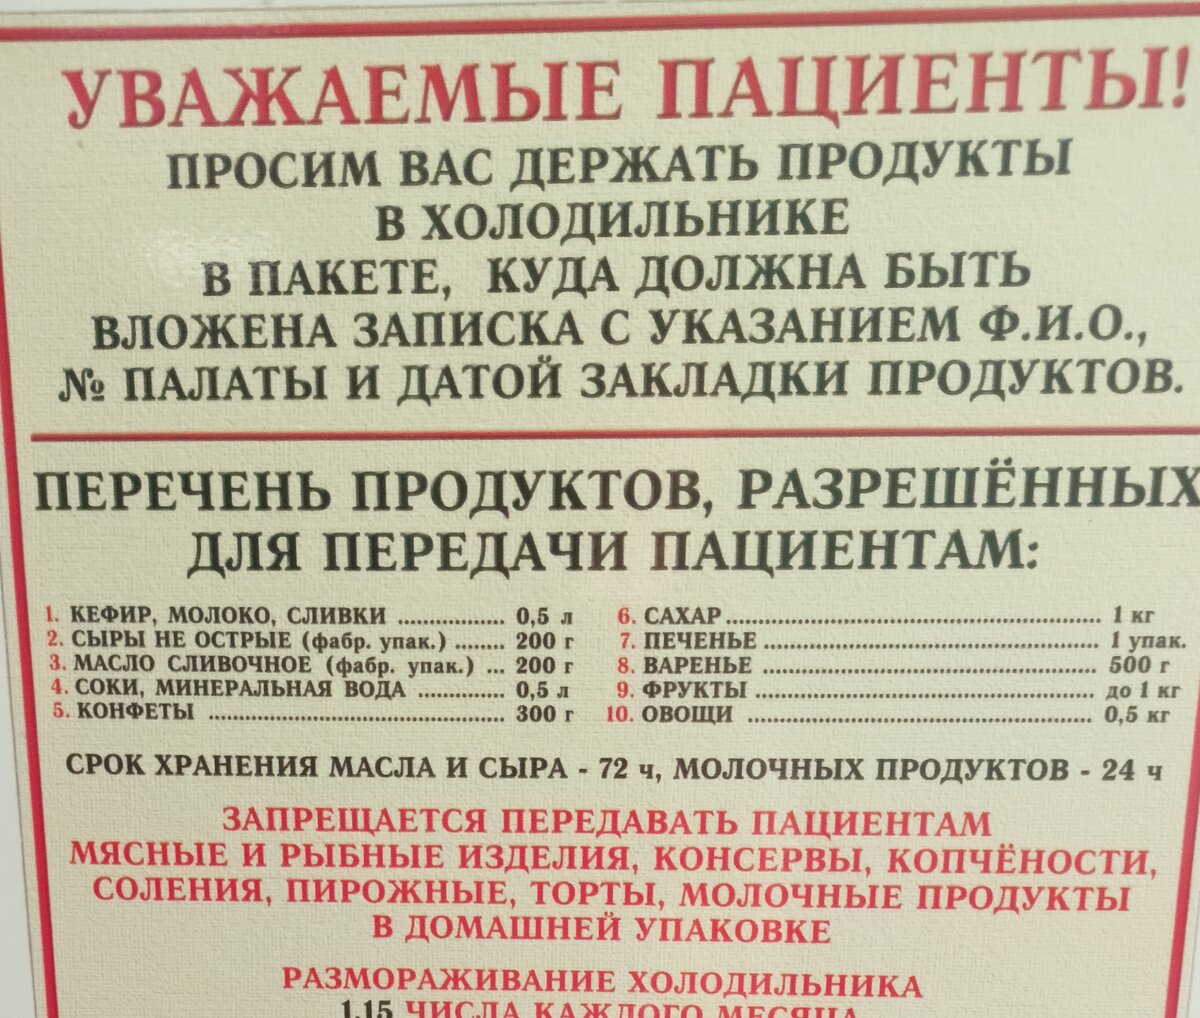 УВАЖАЕМЫЕ ПАЦИЕНТЫ!
ПРОСИМ ВАС ДЕРЖАТЬ ПРОДУКТЫ
В ХОЛОДИЛЬНИКЕ
В ПАКЕТЕ, КУДА ДОЛЖНА БЫТЬ
ВЛОЖЕНА ЗАПИСКА С УКАЗАНИЕМ Ф.И.О.,
№ ПАЛАТЫ И ДАТОЙ ЗАКЛАДКИ ПРОДУКТОВ.
ПЕРЕЧЕНЬ ПРОДУКТОВ, РАЗРЕШЁННЫХ
ДЛЯ ПЕРЕДАЧИ ПАЦИЕНТАМ:
1. КЕФИР, МОЛОКО, СЛИВКИ ................. 0,5 л
2. СЫРЫ НЕ ОСТРЫЕ (фабр. упак.) ........ 200 г
3. МАСЛО СЛИВОЧНОЕ (фабр. упак.) ... 200 г
4. СОКИ, МИНЕРАЛЬНАЯ ВОДА .............. 0,5 л
5. КОНФЕТЫ ................................................ 300 г
6. САХАР............................................................. 1 кг
7. ПЕЧЕНЬЕ ....................................................... 1 упак.
8. ВАРЕНЬЕ ....................................................... 500 г
9. ФРУКТЫ ........................................................ до 1 кг
10. ОВОЩИ ......................................................... 0,5 кг
СРОК ХРАНЕНИЯ МАСЛА И СЫРА - 72 ч, МОЛОЧНЫХ ПРОДУКТОВ - 24 ч
ЗАПРЕЩАЕТСЯ ПЕРЕДАВАТЬ ПАЦИЕНТАМ
МЯСНЫЕ И РЫБНЫЕ ИЗДЕЛИЯ, КОНСЕРВЫ, КОПЧЁНОСТИ,
СОЛЕНИЯ, ПИРОЖНЫЕ, ТОРТЫ, МОЛОЧНЫЕ ПРОДУКТЫ
В ДОМАШНЕЙ УПАКОВКЕ
РАЗМОРАЖИВАНИЕ ХОЛОДИЛЬНИКА
1,15 ЧИСЛА КАЖДОГО МЕСЯЦА